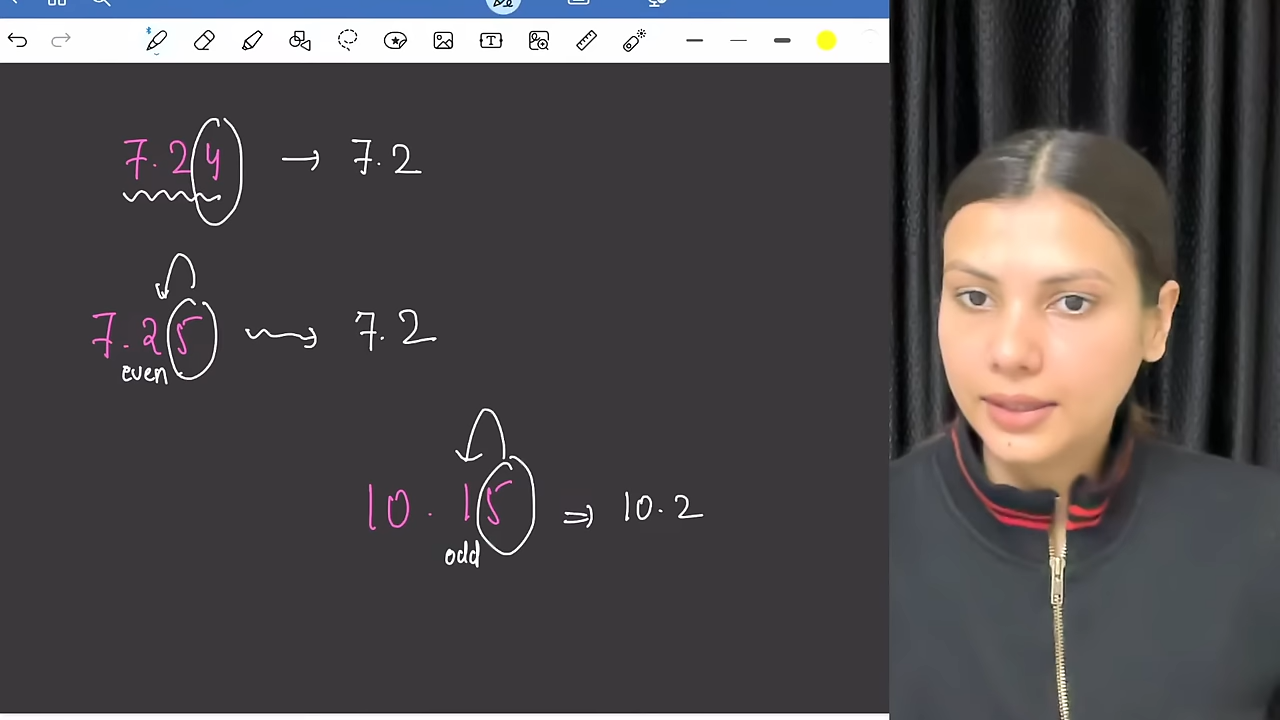 7.24 → 7.2
7.25 → 7.2
even
10.15 ⇒ 10.2
odd